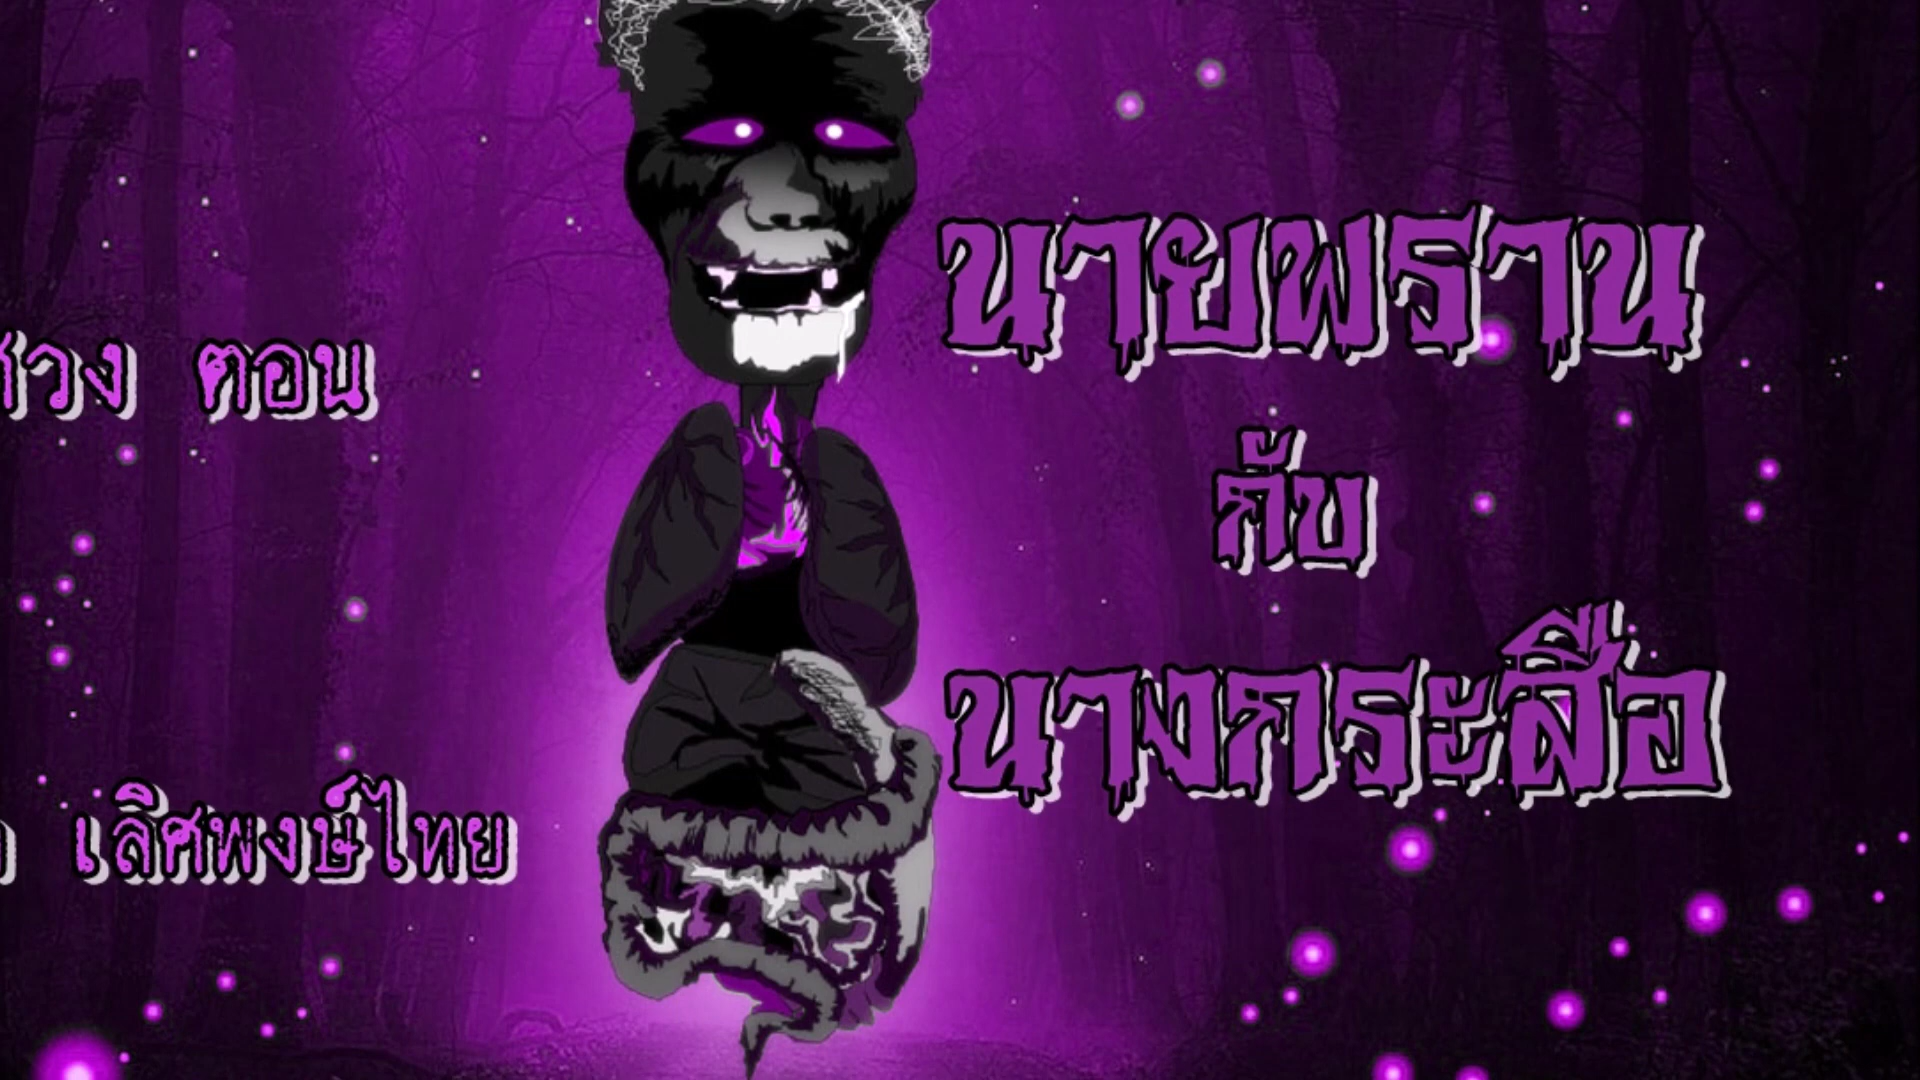 ตอน
เลิศพงษ์ไทย
นายพราน
กับ
นางกระสือ